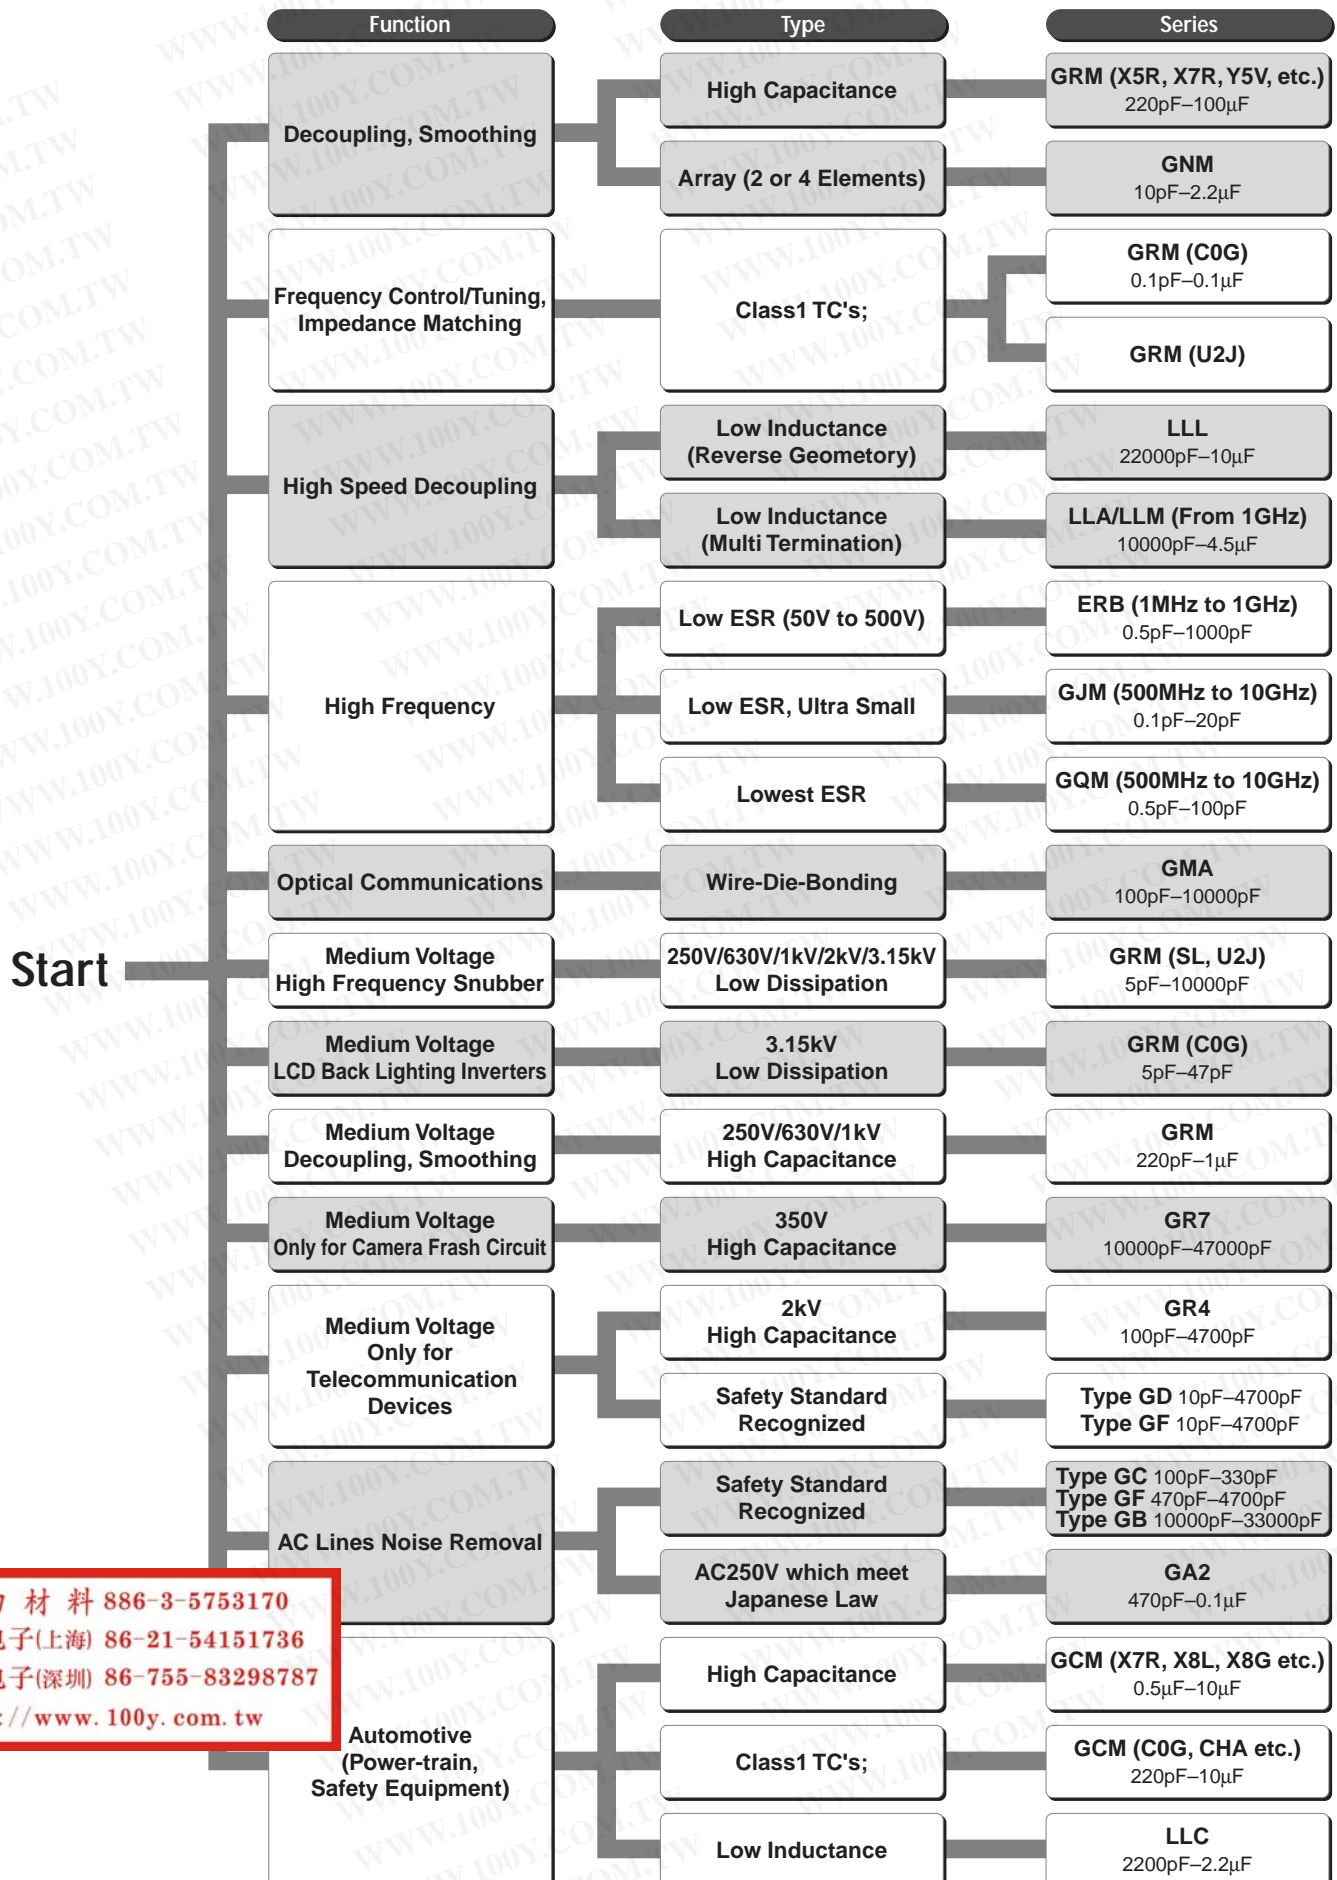 Function
Type
Series
Decoupling, Smoothing
High Capacitance
GRM (X5R, X7R, Y5V, etc.)
220pF–100μF
Array (2 or 4 Elements)
GNM
10pF–2.2μF
Frequency Control/Tuning,
Impedance Matching
Class1 TC's;
GRM (C0G)
0.1pF–0.1μF
GRM (U2J)
High Speed Decoupling
Low Inductance
(Reverse Geometory)
LLL
22000pF–10μF
Low Inductance
(Multi Termination)
LLA/LLM (From 1GHz)
10000pF–4.5μF
High Frequency
Low ESR (50V to 500V)
ERB (1MHz to 1GHz)
0.5pF–1000pF
Low ESR, Ultra Small
GJM (500MHz to 10GHz)
0.1pF–20pF
Lowest ESR
GQM (500MHz to 10GHz)
0.5pF–100pF
Optical Communications
Wire-Die-Bonding
GMA
100pF–10000pF
Start
Medium Voltage
High Frequency Snubber
250V/630V/1kV/2kV/3.15kV
Low Dissipation
GRM (SL, U2J)
5pF–10000pF
Medium Voltage
LCD Back Lighting Inverters
3.15kV
Low Dissipation
GRM (C0G)
5pF–47pF
Medium Voltage
Decoupling, Smoothing
250V/630V/1kV
High Capacitance
GRM
220pF–1μF
Medium Voltage
Only for Camera Frash Circuit
350V
High Capacitance
GR7
10000pF–47000pF
Medium Voltage
Only for
Telecommunication
Devices
2kV
High Capacitance
GR4
100pF–4700pF
Safety Standard
Recognized
Type GD 10pF–4700pF
Type GF 10pF–4700pF
AC Lines Noise Removal
Safety Standard
Recognized
Type GC 100pF–330pF
Type GF 470pF–4700pF
Type GB 10000pF–33000pF
AC250V which meet
Japanese Law
GA2
470pF–0.1μF
材 料 886-3-5753170
电子(上海) 86-21-54151736
电子(深圳) 86-755-83298787
://www.100y.com.tw
Automotive
(Power-train,
Safety Equipment)
High Capacitance
GCM (X7R, X8L, X8G etc.)
0.5μF–10μF
Class1 TC's;
GCM (C0G, CHA etc.)
220pF–10μF
Low Inductance
LLC
2200pF–2.2μF
WWW.100Y.COM.TW